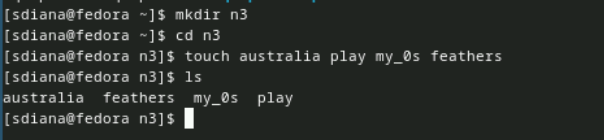 [sdiana@fedora ~]$ mkdir n3
[sdiana@fedora ~]$ cd n3
[sdiana@fedora n3]$ touch australia play my_0s feathers
[sdiana@fedora n3]$ ls
australia  feathers  my_0s  play
[sdiana@fedora n3]$